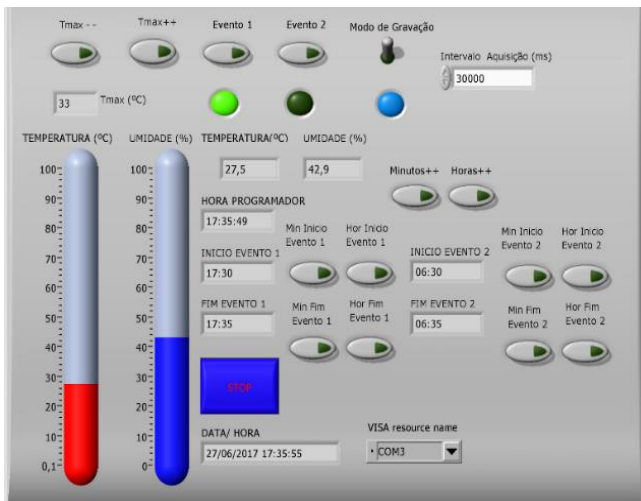 Tmax - -
Tmax++
Evento 1
Evento 2
Modo de Gravação
Intervalo Aquisição (ms)
30000
33
Tmax (ºC)
TEMPERATURA (ºC)
UMIDADE (%)
TEMPERATURA(ºC)
UMIDADE (%)
27,5
42,9
100
90
80
70
60
50
40
30
20
10
0,1
100
90
80
70
60
50
40
30
20
10
0
Minutos++
Horas++
HORA PROGRAMADOR
17:35:49
INICIO EVENTO 1
17:30
Min Inicio
Evento 1
Hor Inicio
Evento 1
INICIO EVENTO 2
06:30
Min Inicio
Evento 2
Hor Inicio
Evento 2
FIM EVENTO 1
17:35
Min Fim
Evento 1
Hor Fim
Evento 1
FIM EVENTO 2
06:35
Min Fim
Evento 2
Hor Fim
Evento 2
STOP
DATA/ HORA
27/06/2017 17:35:55
VISA resource name
COM3